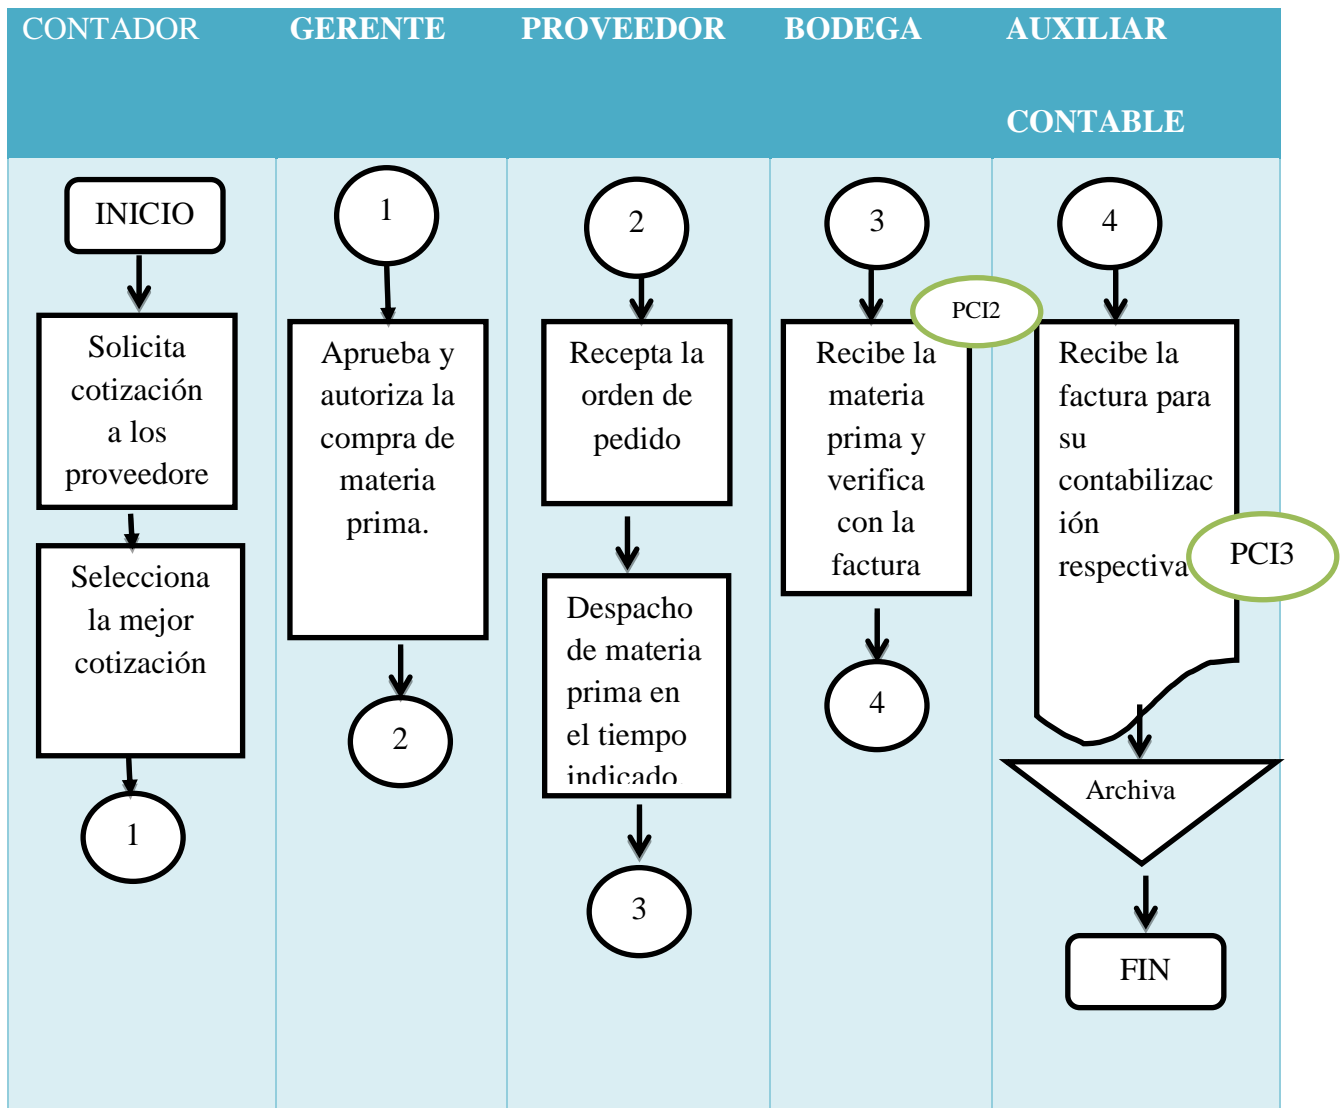 CONTADOR
GERENTE
PROVEEDOR
BODEGA
AUXILIAR
CONTABLE
INICIO
Solicita
cotización
a los
proveedore
Selecciona
la mejor
cotización
1
1
Aprueba y
autoriza la
compra de
materia
prima.
2
2
Recepta la
orden de
pedido
Despacho
de materia
prima en
el tiempo
indicado
3
3
PCI2
Recibe la
materia
prima y
verifica
con la
factura
4
4
Recibe la
factura para
su
contabilizac
ión
respectiva
PCI3
Archiva
FIN